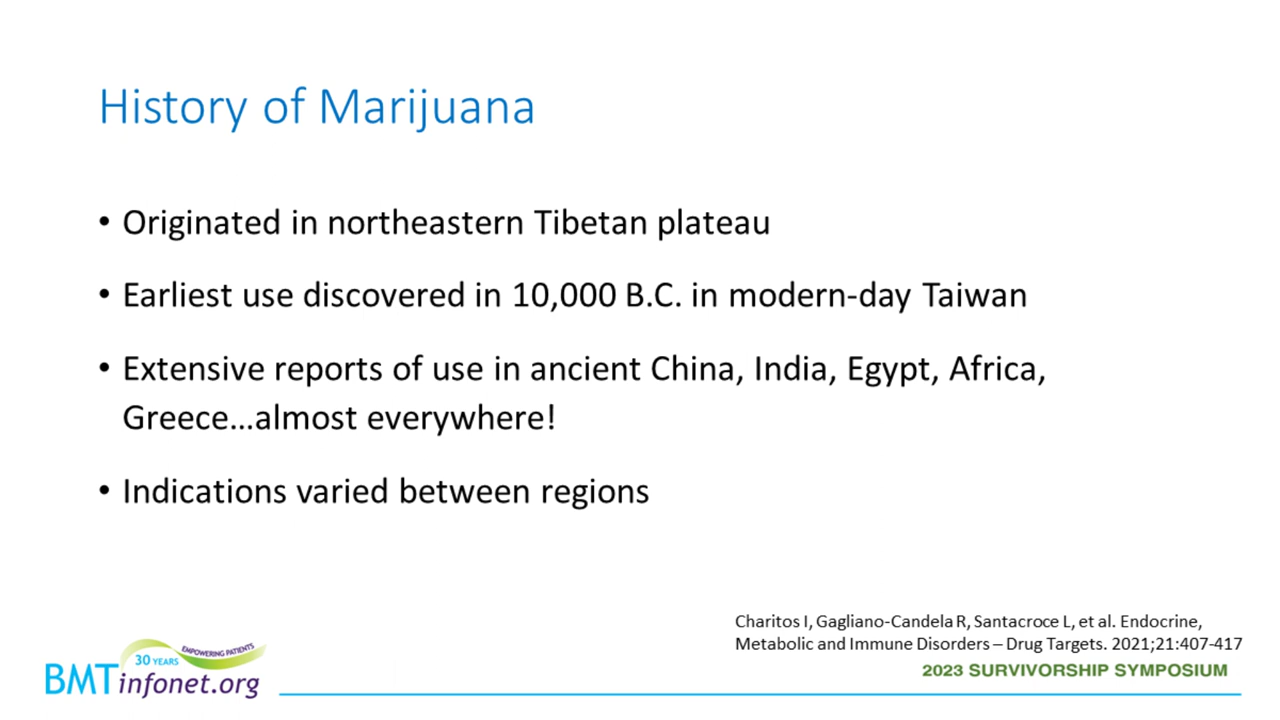 History of Marijuana
• Originated in northeastern Tibetan plateau
• Earliest use discovered in 10,000 B.C. in modern-day Taiwan
• Extensive reports of use in ancient China, India, Egypt, Africa,
Greece…almost everywhere!
• Indications varied between regions
Charitos I, Gagliano-Candela R, Santacroce L, et al. Endocrine,
Metabolic and Immune Disorders – Drug Targets. 2021;21:407-417
30 YEARS
EMPOWERING PATIENTS
BMTinfonet.org
2023 SURVIVORSHIP SYMPOSIUM